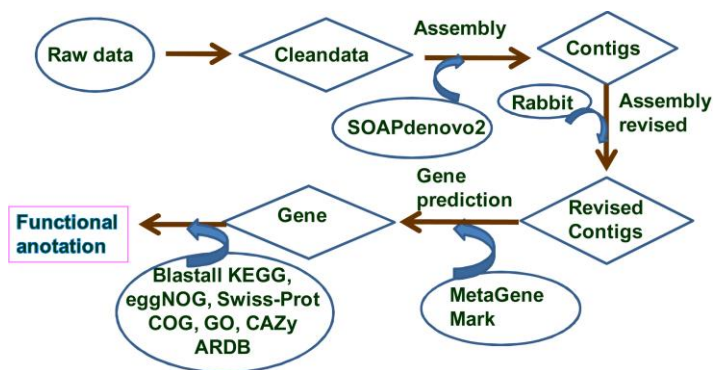 Raw data
Cleandata
Assembly
Contigs
SOAPdenovo2
Rabbit
Assembly
revised
Functional
anotation
Gene
Gene
prediction
Revised
Contigs
Blastall KEGG,
eggNOG, Swiss-Prot
COG, GO, CAZy
ARDB
MetaGene
Mark